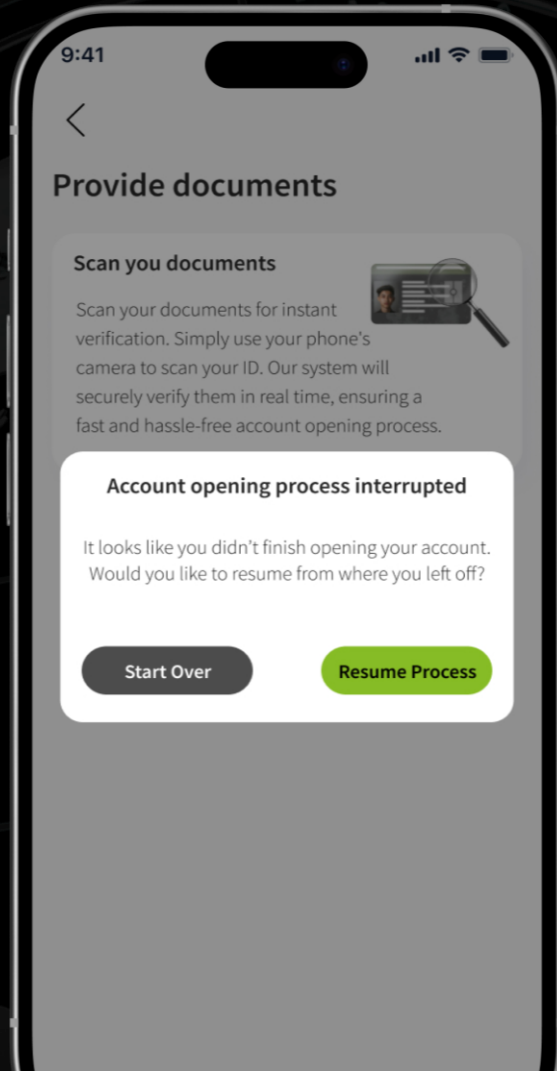 9:41
Provide documents
Scan you documents
Scan your documents for instant
verification. Simply use your phone's
camera to scan your ID. Our system will
securely verify them in real time, ensuring a
fast and hassle-free account opening process.
Account opening process interrupted
It looks like you didn't finish opening your account.
Would you like to resume from where you left off?
Start Over
Resume Process